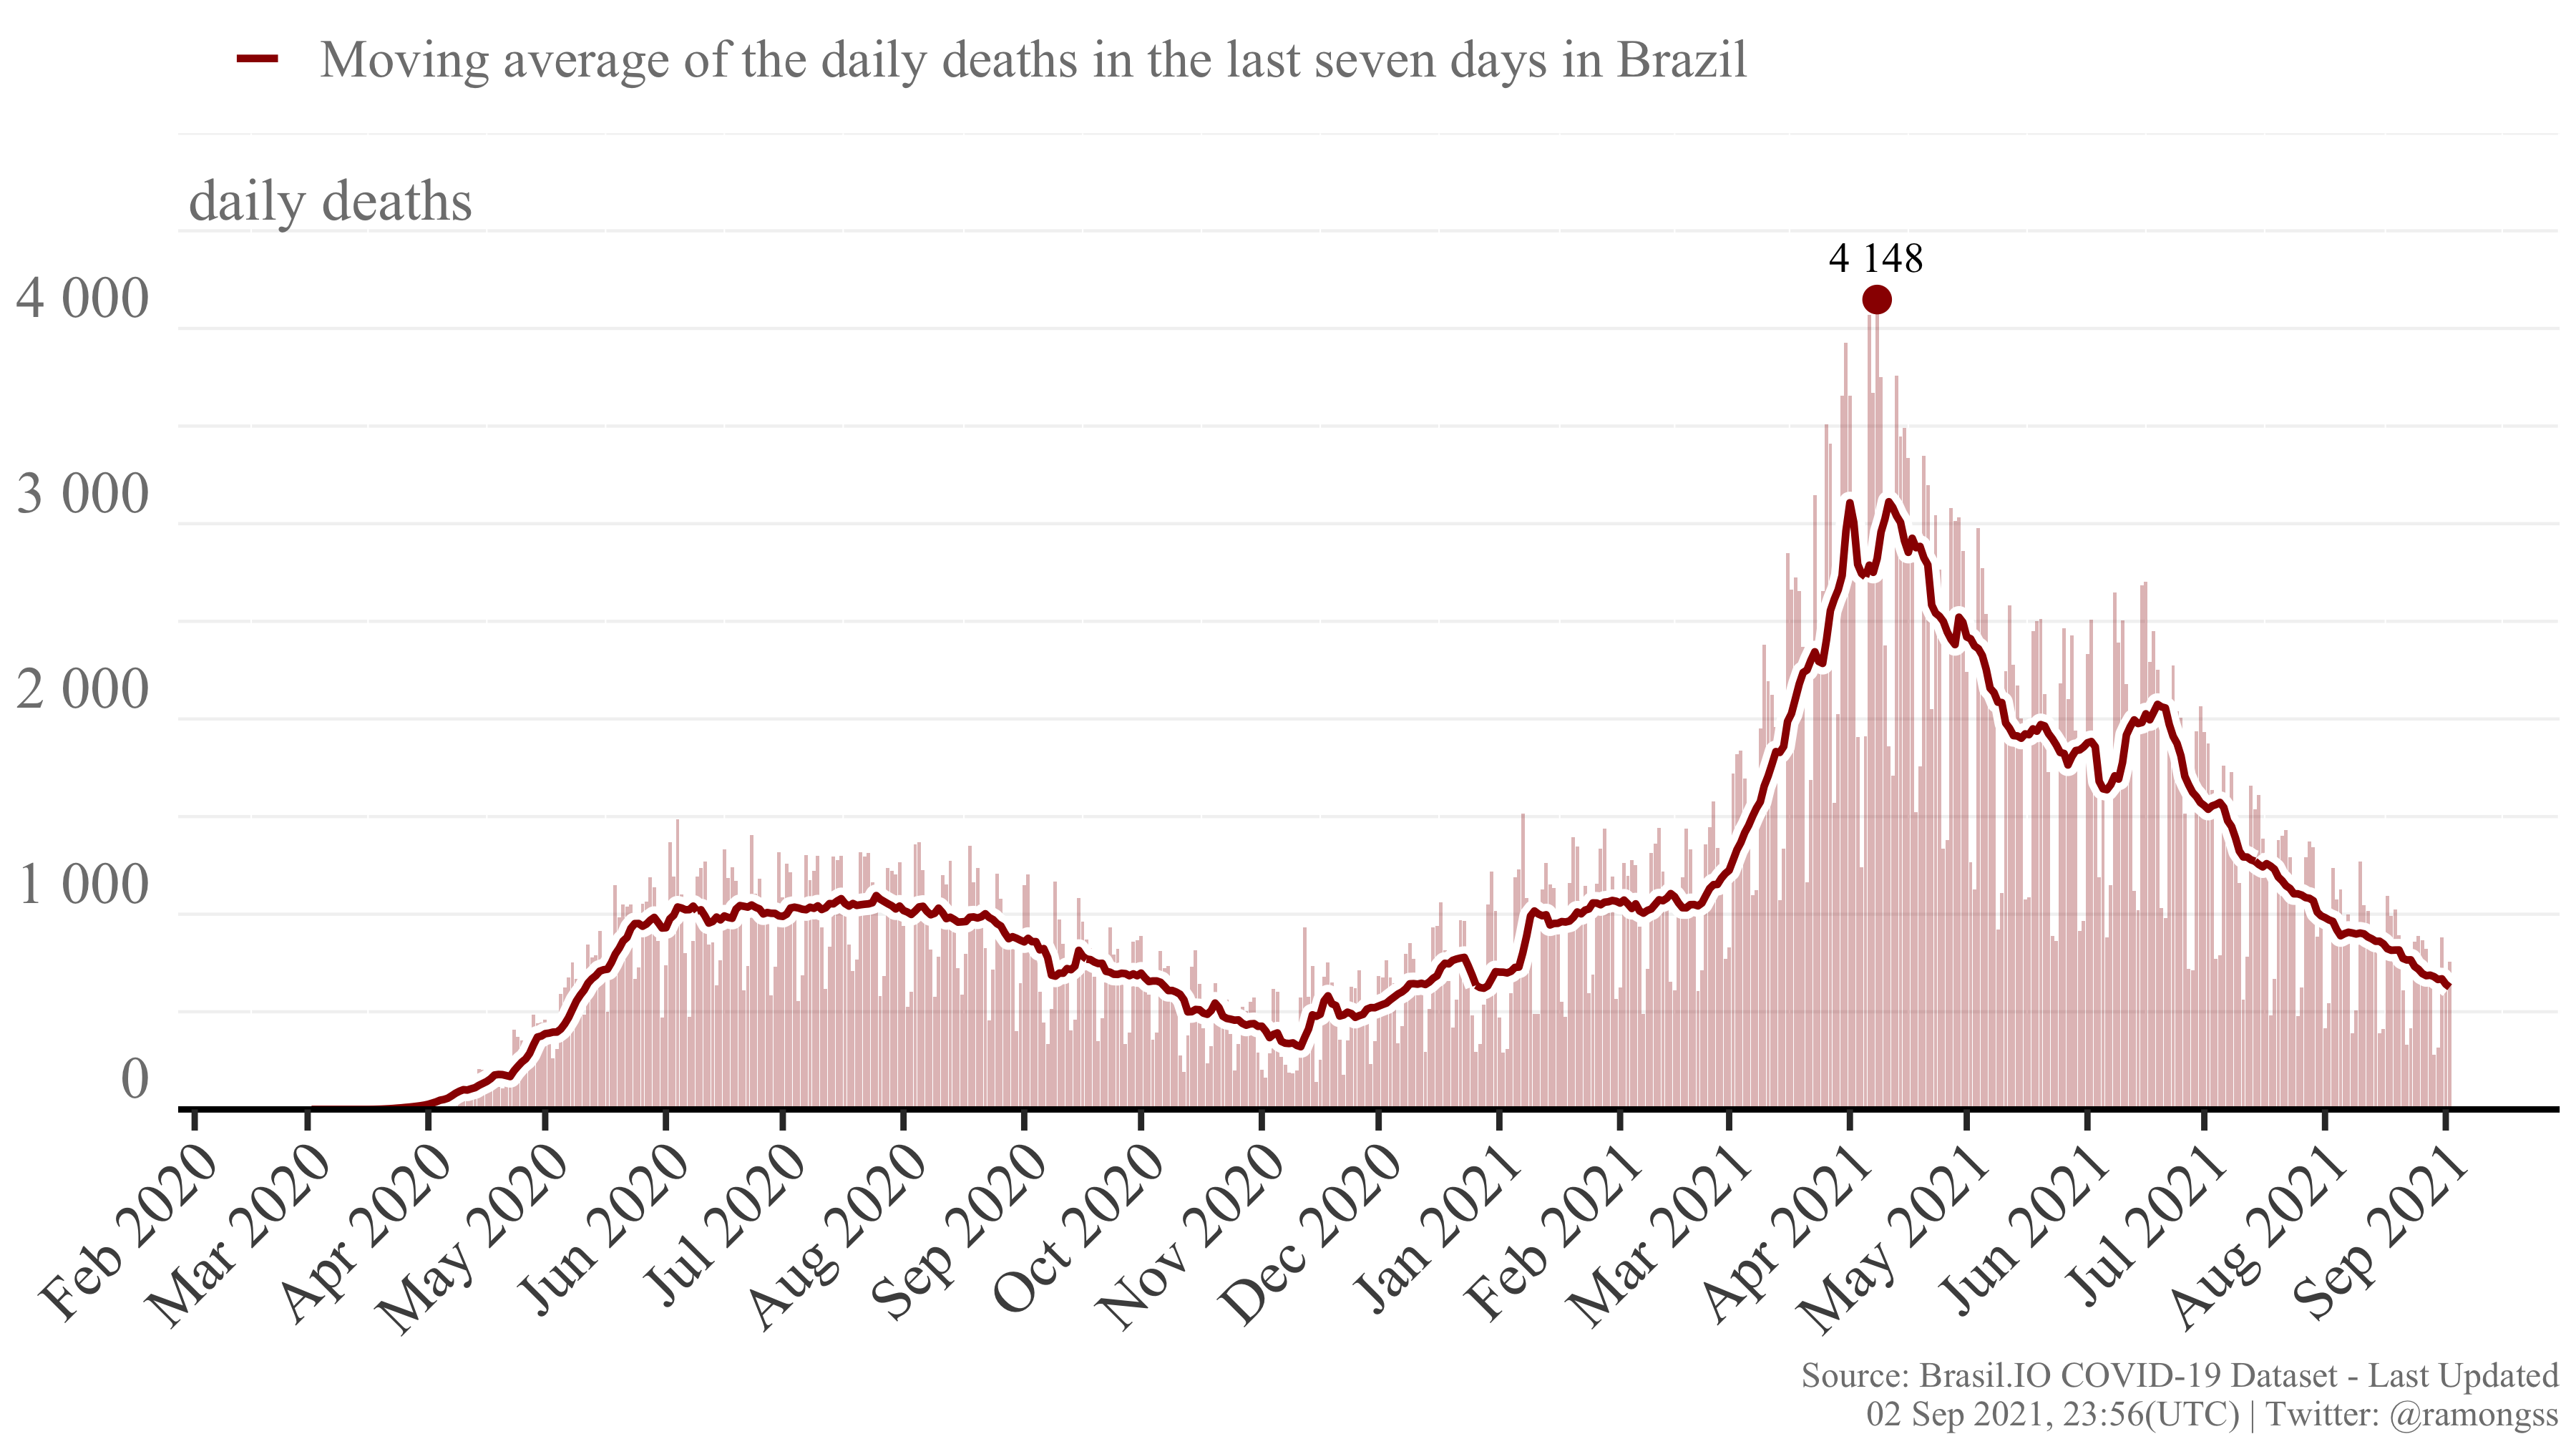 Moving average of the daily deaths in the last seven days in Brazil
daily deaths
4 148
4 000
3 000
2 000
1 000
0
Feb 2020
Mar 2020
Apr 2020
May 2020
Jun 2020
Jul 2020
Aug 2020
Sep 2020
Oct 2020
Nov 2020
Dec 2020
Jan 2021
Feb 2021
Mar 2021
Apr 2021
May 2021
Jun 2021
Jul 2021
Aug 2021
Sep 2021
Source: Brasil.IO COVID-19 Dataset - Last Updated
02 Sep 2021, 23:56(UTC) | Twitter: @ramongss